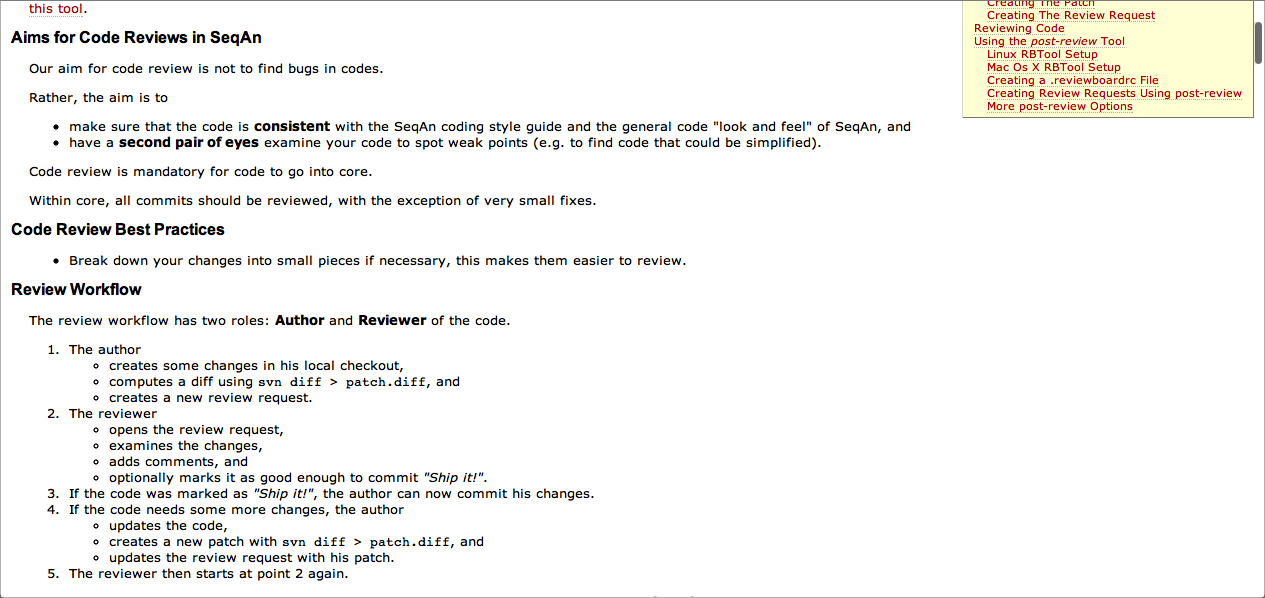 this tool.
Creating The Patch
Creating The Review Request
Reviewing Code
Using the post-review Tool
Linux RBTool Setup
Mac Os X RBTool Setup
Creating a .reviewboardrc File
Creating Review Requests Using post-review
More post-review Options
Aims for Code Reviews in SeqAn
Our aim for code review is not to find bugs in codes.
Rather, the aim is to
• make sure that the code is consistent with the SeqAn coding style guide and the general code "look and feel" of SeqAn, and
• have a second pair of eyes examine your code to spot weak points (e.g. to find code that could be simplified).
Code review is mandatory for code to go into core.
Within core, all commits should be reviewed, with the exception of very small fixes.
Code Review Best Practices
• Break down your changes into small pieces if necessary, this makes them easier to review.
Review Workflow
The review workflow has two roles: Author and Reviewer of the code.
1. The author
◦ creates some changes in his local checkout,
◦ computes a diff using svn diff > patch.diff, and
◦ creates a new review request.
2. The reviewer
◦ opens the review request,
◦ examines the changes,
◦ adds comments, and
◦ optionally marks it as good enough to commit "Ship it!".
3. If the code was marked as "Ship it!", the author can now commit his changes.
4. If the code needs some more changes, the author
◦ updates the code,
◦ creates a new patch with svn diff > patch.diff, and
◦ updates the review request with his patch.
5. The reviewer then starts at point 2 again.